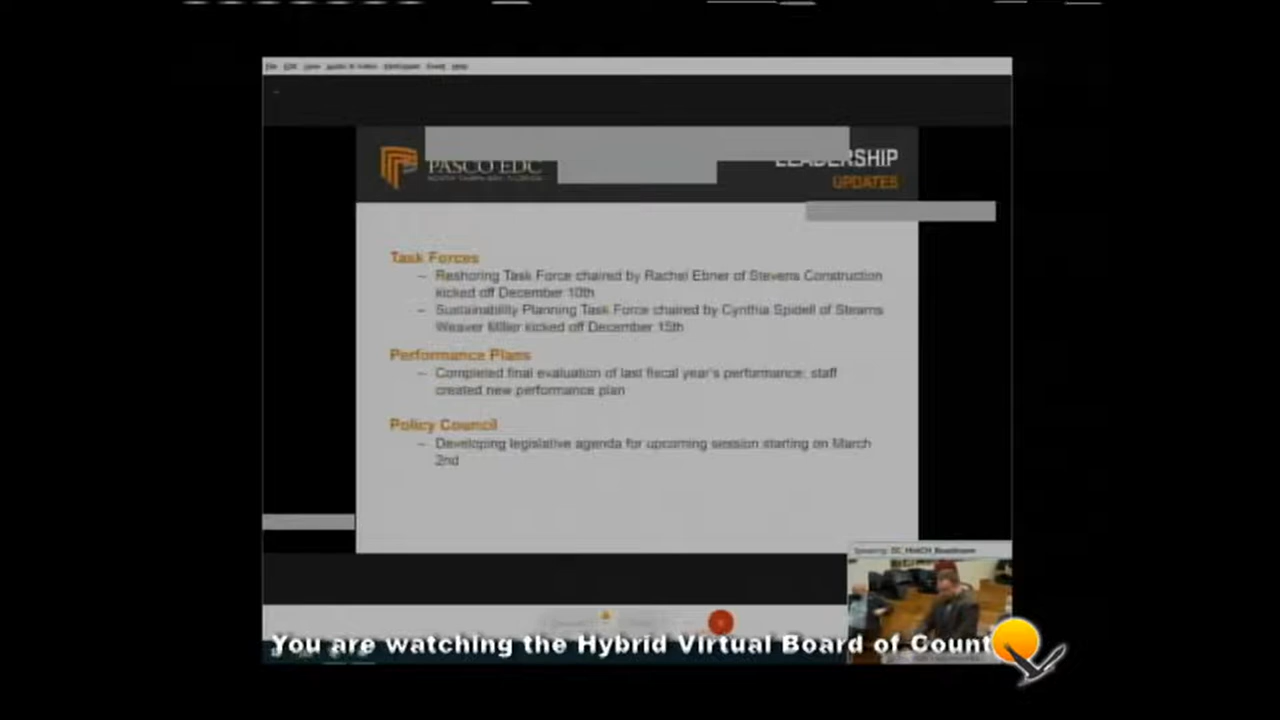 PASCO EDC
LEADERSHIP
UPDATES
Task Forces
– Reshoring Task Force chaired by Rachel Ebner of Stevens Construction
kicked off December 10th
– Sustainability Planning Task Force chaired by Cynthia Spidell of Stearns
Weaver Miller kicked off December 15th
Performance Plans
– Completed final evaluation of last fiscal year's performance; staff
created new performance plan
Policy Council
– Developing legislative agenda for upcoming session starting on March
2nd
Speaking:
You are watching the Hybrid Virtual Board of Count